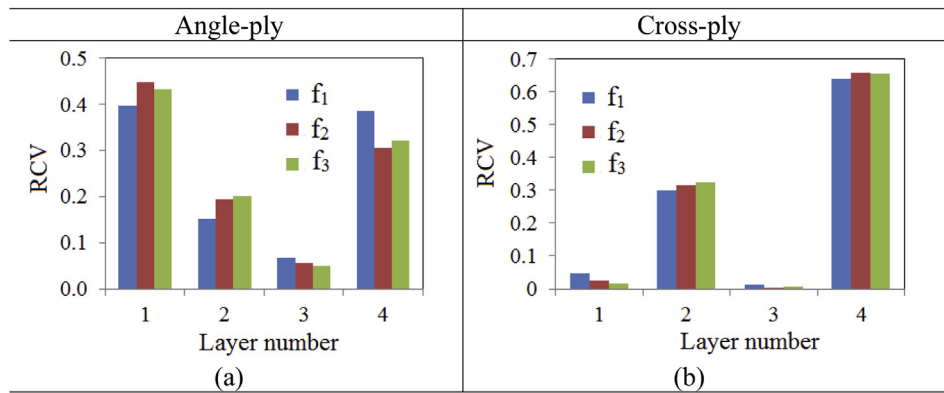 Angle-ply
Cross-ply
0.5
0.4
0.3
0.2
0.1
0.0
RCV
f₁
f₂
f₃
1 2 3 4
Layer number
(a)
0.7
0.6
0.5
0.4
0.3
0.2
0.1
0
RCV
f₁
f₂
f₃
1 2 3 4
Layer number
(b)